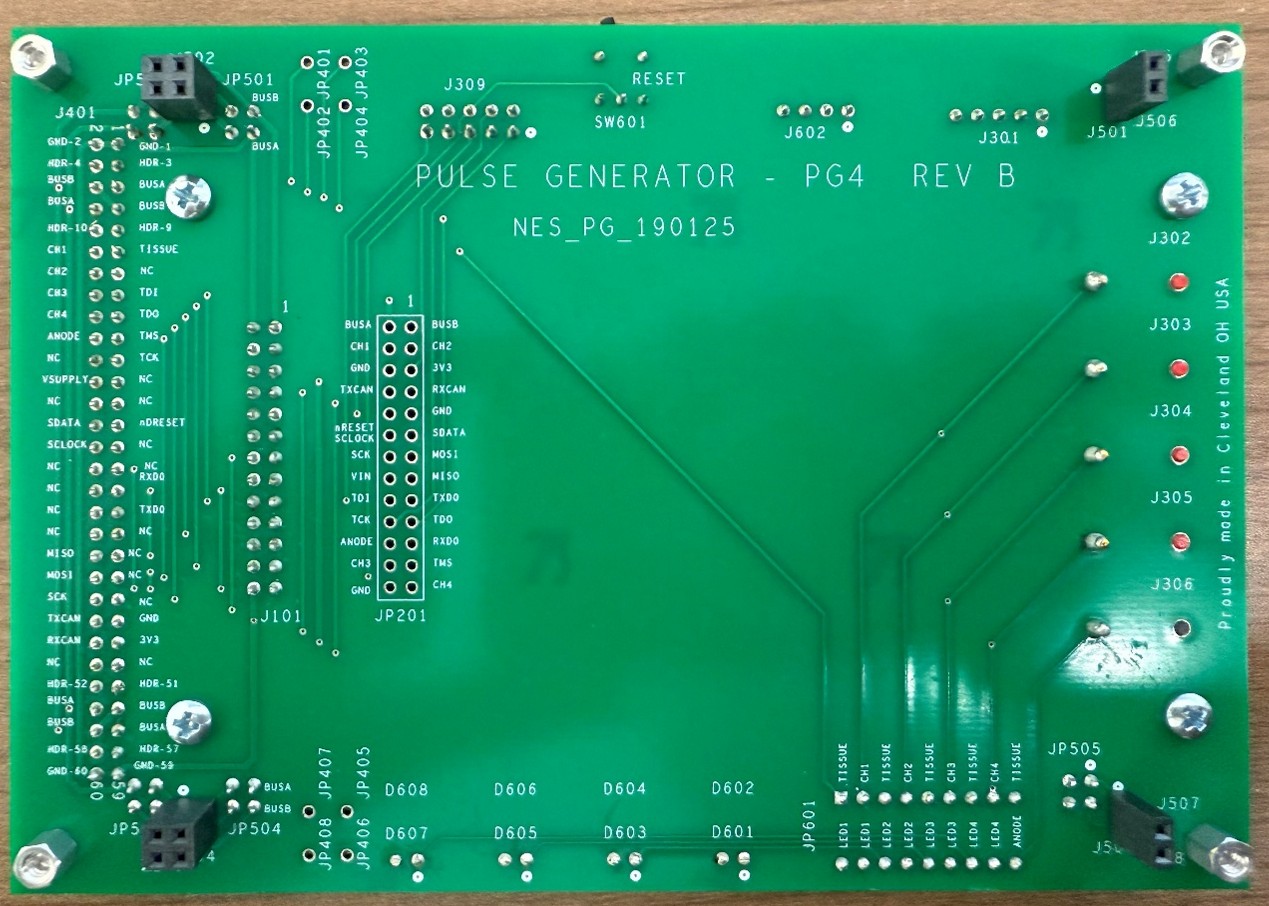 JP501
BUSB
BUSA
JP401
JP403
JP402
JP404
J309
RESET
SW601
J602
J301
J501
J506
J401
2 1
GND-2
GND-1
HDR-4
HDR-3
BUSB
BUSA
BUSA
BUSB
HDR-10
HDR-9
CH1
TISSUE
CH2
NC
CH3
TDI
CH4
TDO
ANODE
TMS
NC
TCK
VSUPPLY
NC
NC
NC
SDATA
nDRESET
SCLOCK
NC
NC
NC
NC
RXD0
NC
TXD0
NC
NC
MISO
NC
MOSI
NC
SCK
NC
TXCAN
GND
RXCAN
3V3
NC
NC
HDR-52
HDR-51
BUSA
BUSB
BUSB
BUSA
HDR-58
HDR-57
GND-60
GND-59
60 59
PULSE GENERATOR - PG4 REV B
NES_PG_190125
1
J101
1
BUSA
BUSB
CH1
CH2
GND
3V3
TXCAN
RXCAN
nRESET
GND
SCLOCK
SDATA
SCK
MOSI
VIN
MISO
TDI
TXD0
TCK
TDO
ANODE
RXD0
CH3
TMS
GND
CH4
JP201
J302
J303
J304
J305
J306
Proudly made in Cleveland OH USA
BUSA
BUSB
JP504
JP407
JP405
JP408
JP406
D608
D606
D604
D602
D607
D605
D603
D601
JP601
TISSUE
CH1
TISSUE
CH2
TISSUE
CH3
TISSUE
CH4
TISSUE
LED1
LED1
LED2
LED2
LED3
LED3
LED4
LED4
ANODE
JP505
J507